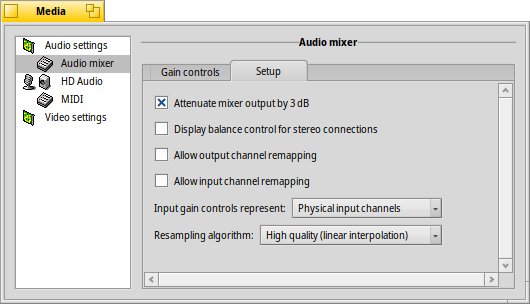 Media
Audio settings
Audio mixer
HD Audio
MIDI
Video settings
Audio mixer
Gain controls
Setup
Attenuate mixer output by 3 dB
Display balance control for stereo connections
Allow output channel remapping
Allow input channel remapping
Input gain controls represent: Physical input channels
Resampling algorithm: High quality (linear interpolation)